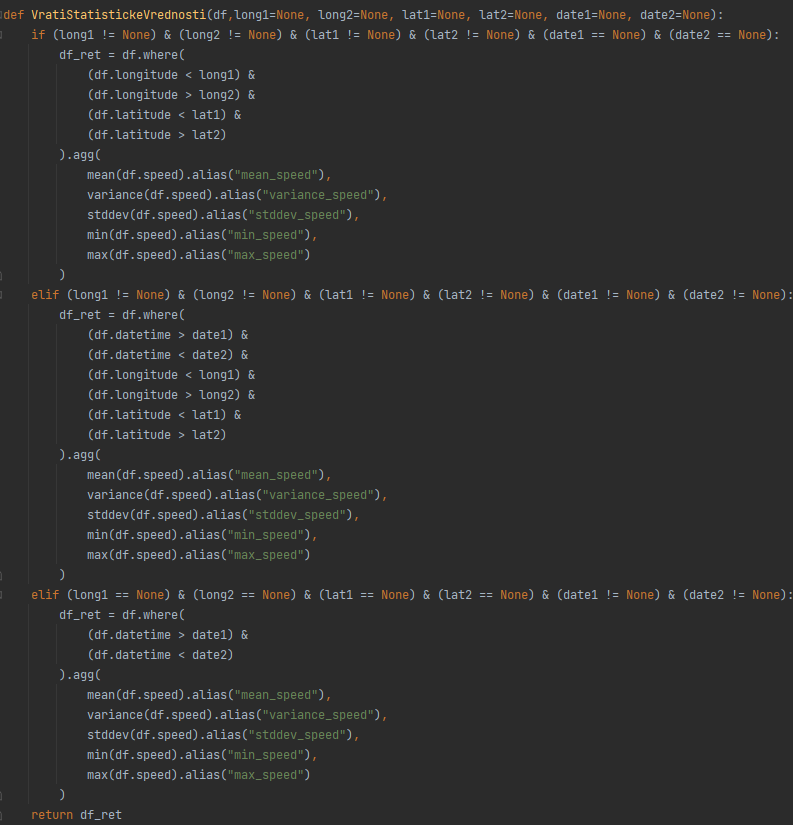 def VratiStatistickeVrednosti(df,long1=None, long2=None, lat1=None, lat2=None, date1=None, date2=None):
    if (long1 != None) & (long2 != None) & (lat1 != None) & (lat2 != None) & (date1 == None) & (date2 == None):
        df_ret = df.where(
            (df.longitude < long1) &
            (df.longitude > long2) &
            (df.latitude < lat1) &
            (df.latitude > lat2)
        ).agg(
            mean(df.speed).alias("mean_speed"),
            variance(df.speed).alias("variance_speed"),
            stddev(df.speed).alias("stddev_speed"),
            min(df.speed).alias("min_speed"),
            max(df.speed).alias("max_speed")
        )
    elif (long1 != None) & (long2 != None) & (lat1 != None) & (lat2 != None) & (date1 != None) & (date2 != None):
        df_ret = df.where(
            (df.datetime > date1) &
            (df.datetime < date2) &
            (df.longitude < long1) &
            (df.longitude > long2) &
            (df.latitude < lat1) &
            (df.latitude > lat2)
        ).agg(
            mean(df.speed).alias("mean_speed"),
            variance(df.speed).alias("variance_speed"),
            stddev(df.speed).alias("stddev_speed"),
            min(df.speed).alias("min_speed"),
            max(df.speed).alias("max_speed")
        )
    elif (long1 == None) & (long2 == None) & (lat1 == None) & (lat2 == None) & (date1 != None) & (date2 != None):
        df_ret = df.where(
            (df.datetime > date1) &
            (df.datetime < date2)
        ).agg(
            mean(df.speed).alias("mean_speed"),
            variance(df.speed).alias("variance_speed"),
            stddev(df.speed).alias("stddev_speed"),
            min(df.speed).alias("min_speed"),
            max(df.speed).alias("max_speed")
        )
    return df_ret